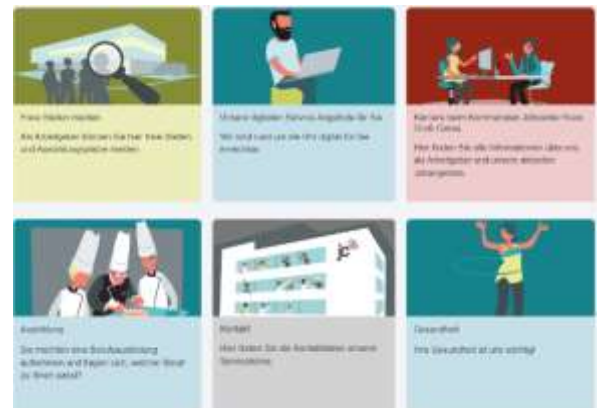 Freie Stellen melden
Als Arbeitgeber können Sie hier freie Stellen
und Ausbildungsplätze melden.
Unsere digitalen Service-Angebote für Sie
Wir sind rund um die Uhr digital für Sie
erreichbar.
Karriere beim Kommunalen Jobcenter Kreis
Groß-Gerau
Hier finden Sie alle Informationen über uns
als Arbeitgeber und unsere aktuellen
Jobangebote.
Ausbildung
Sie möchten eine Berufsausbildung
aufnehmen und fragen sich, welcher Beruf
zu Ihnen passt?
Kontakt
Hier finden Sie die Kontaktdaten unserer
Gesundheit
Ihre Gesundheit ist uns wichtig!